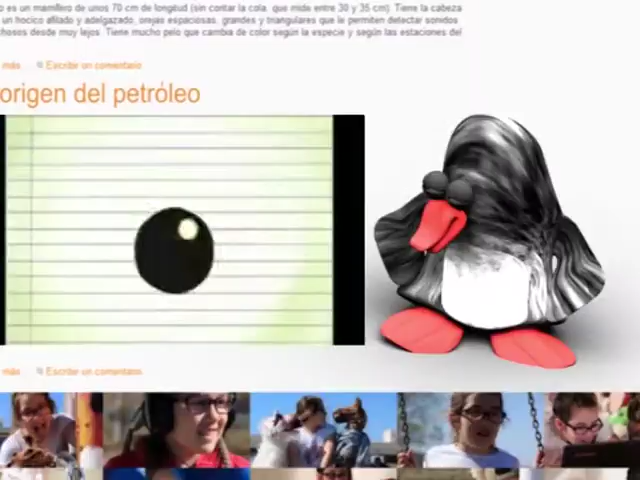 o es un mamífero de unos 70 cm de longitud (sin contar la cola que mide entre 30 y 35 cm). Tiene la cabeza
un hocico afilado y adelgazado, orejas espaciosas, grandes y triangulares que le permiten detectar sonidos
chosos desde muy lejos. Tiene mucho pelo que cambia de color según la especie y según las estaciones del
más Escribir un comentario
origen del petróleo
más Escribir un comentario